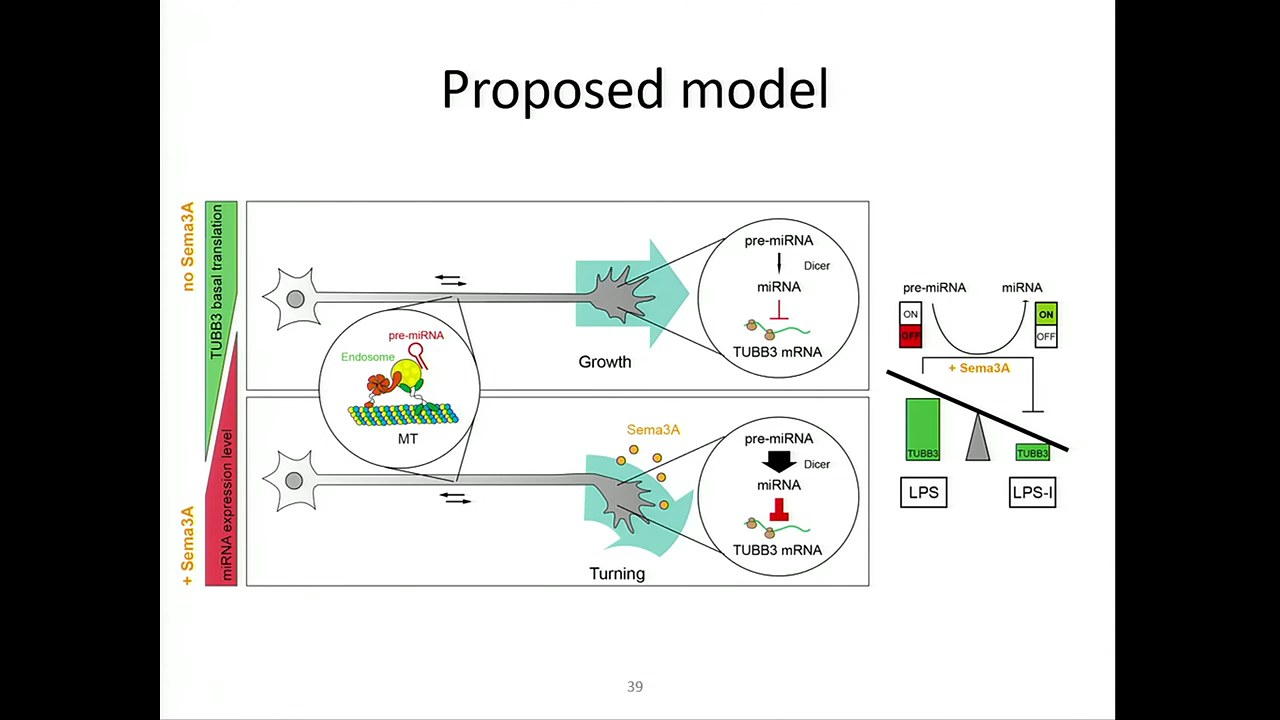 Proposed model
no Sema3A
TUBB3 basal translation
miRNA expression level
+ Sema3A
pre-miRNA
Endosome
MT
Growth
pre-miRNA
Dicer
miRNA
TUBB3 mRNA
Sema3A
Turning
pre-miRNA
Dicer
miRNA
TUBB3 mRNA
pre-miRNA miRNA
ON
OFF
ON
OFF
+ Sema3A
TUBB3
TUBB3
LPS
LPS-I
39